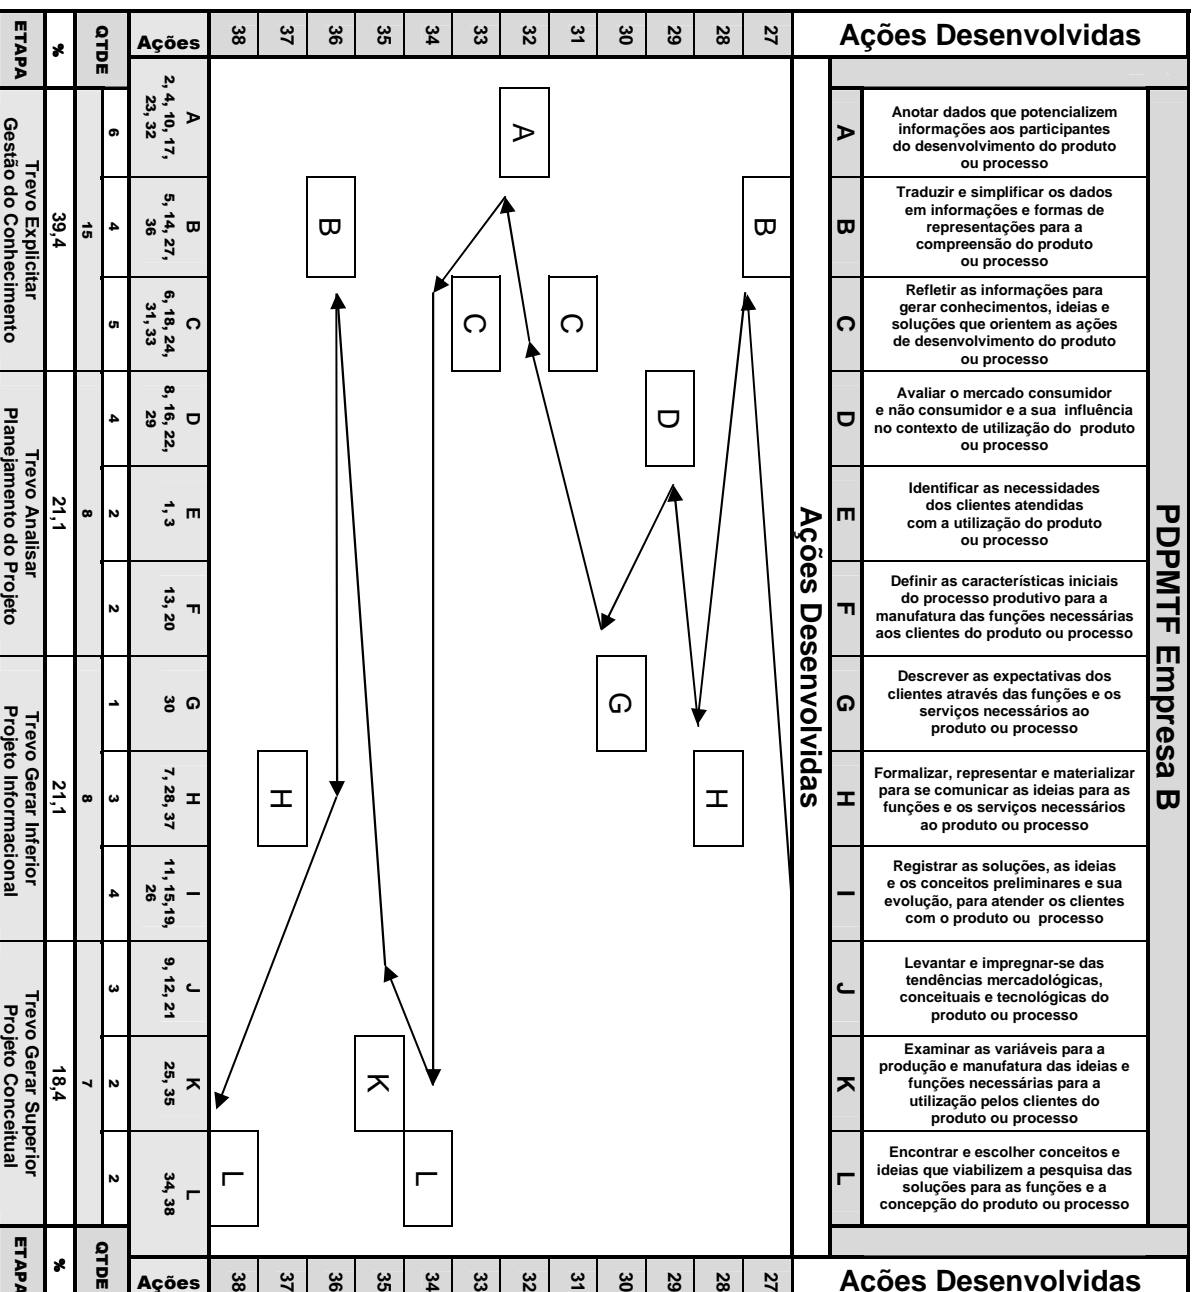 Ações Desenvolvidas
PDPMTF Empresa B
A
Anotar dados que potencializem
informações aos participantes
do desenvolvimento do produto
ou processo
B
Traduzir e simplificar os dados
em informações e formas de
representações para a
compreensão do produto
ou processo
C
Refletir as informações para
gerar conhecimentos, ideias e
soluções que orientem as ações
de desenvolvimento do produto
ou processo
D
Avaliar o mercado consumidor
e não consumidor e a sua influência
no contexto de utilização do produto
ou processo
E
Identificar as necessidades
dos clientes atendidas
com a utilização do produto
ou processo
F
Definir as características iniciais
do processo produtivo para a
manufatura das funções necessárias
aos clientes do produto ou processo
G
Descrever as expectativas dos
clientes através das funções e os
serviços necessários ao
produto ou processo
H
Formalizar, representar e materializar
para se comunicar as ideias para as
funções e os serviços necessários
ao produto ou processo
I
Registrar as soluções, as ideias
e os conceitos preliminares e sua
evolução, para atender os clientes
com o produto ou processo
J
Levantar e impregnar-se das
tendências mercadológicas,
conceituais e tecnológicas do
produto ou processo
K
Examinar as variáveis para a
produção e manufatura das ideias e
funções necessárias para a
utilização pelos clientes do
produto ou processo
L
Encontrar e escolher conceitos e
ideias que viabilizem a pesquisa das
soluções para as funções e a
concepção do produto ou processo
Ações Desenvolvidas
Ações Desenvolvidas
27
B
27
28
H
28
29
D
29
30
G
30
31
C
31
32
A
32
33
C
33
34
L
34
35
K
35
36
B
36
37
H
37
38
L
38
Ações
A
2, 4, 10, 17,
23, 32
B
5, 14, 27,
36
C
6, 18, 24,
31, 33
D
8, 16, 22,
29
E
1, 3
F
13, 20
G
30
H
7, 28, 37
I
11, 15,19,
26
J
9, 12, 21
K
25, 35
L
34, 38
Ações
QTDE
6
4
5
4
2
2
1
3
4
3
2
2
15
8
8
7
QTDE
%
39,4
21,1
21,1
18,4
%
ETAPA
Trevo Explicitar
Gestão do Conhecimento
Trevo Analisar
Planejamento do Projeto
Trevo Gerar Inferior
Projeto Informacional
Trevo Gerar Superior
Projeto Conceitual
ETAPA